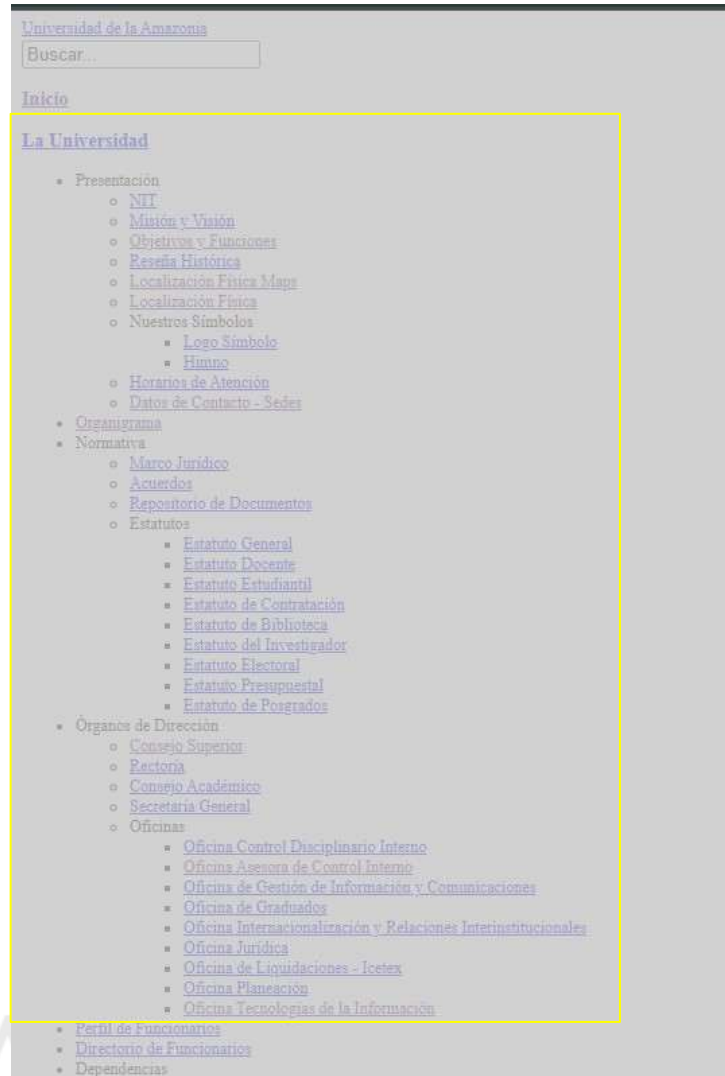 Universidad de la Amazonia
Buscar...
Inicio
La Universidad
Presentación
NIT
Misión y Visión
Objetivos y Funciones
Reseña Histórica
Localización Física Maps
Localización Física
Nuestros Símbolos
Logo Símbolo
Himno
Horarios de Atención
Datos de Contacto - Sedes
Organigrama
Normativa
Marco Jurídico
Acuerdos
Repositorio de Documentos
Estatutos
Estatuto General
Estatuto Docente
Estatuto Estudiantil
Estatuto de Contratación
Estatuto de Biblioteca
Estatuto del Investigador
Estatuto Electoral
Estatuto Presupuestal
Estatuto de Posgrados
Órganos de Dirección
Consejo Superior
Rectoría
Consejo Académico
Secretaría General
Oficinas
Oficina Control Disciplinario Interno
Oficina Asesora de Control Interno
Oficina de Gestión de Información y Comunicaciones
Oficina de Graduados
Oficina Internacionalización y Relaciones Interinstitucionales
Oficina Jurídica
Oficina de Liquidaciones - Icetex
Oficina Planeación
Oficina Tecnologías de la Información
Perfil de Funcionarios
Directorio de Funcionarios
Dependencias